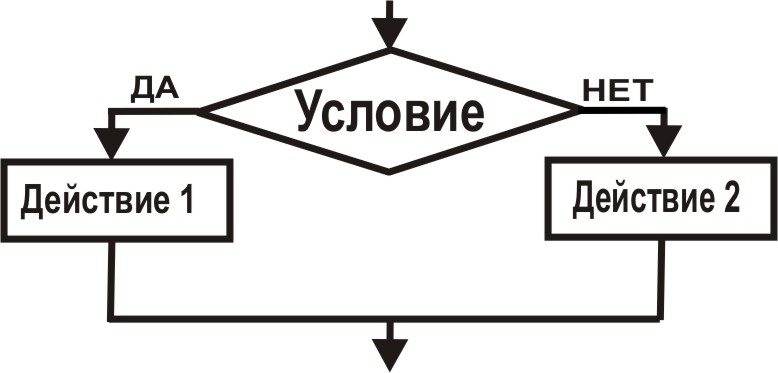 ДА
НЕТ
Условие
Действие 1
Действие 2